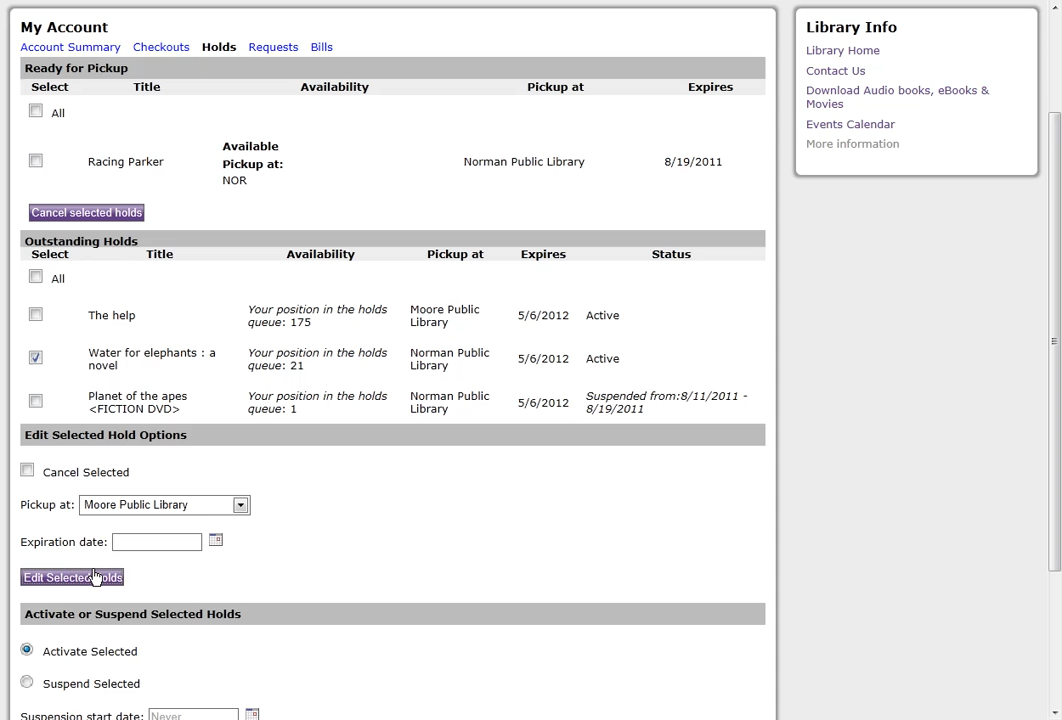 My Account
Account Summary Checkouts Holds Requests Bills
Ready for Pickup
Select Title Availability Pickup at Expires
All
Racing Parker Available Pickup at: NOR Norman Public Library 8/19/2011
Cancel selected holds
Outstanding Holds
Select Title Availability Pickup at Expires Status
All
The help Your position in the holds Moore Public 5/6/2012 Active
queue: 175 Library
Water for elephants : a Your position in the holds Norman Public 5/6/2012 Active
novel queue: 21 Library
Planet of the apes Your position in the holds Norman Public 5/6/2012 Suspended from:8/11/2011 -
<FICTION DVD> queue: 1 Library 8/19/2011
Edit Selected Hold Options
Cancel Selected
Pickup at: Moore Public Library
Expiration date:
Edit Selected Holds
Activate or Suspend Selected Holds
Activate Selected
Suspend Selected
Suspension start date: Never
Library Info
Library Home
Contact Us
Download Audio books, eBooks &
Movies
Events Calendar
More information